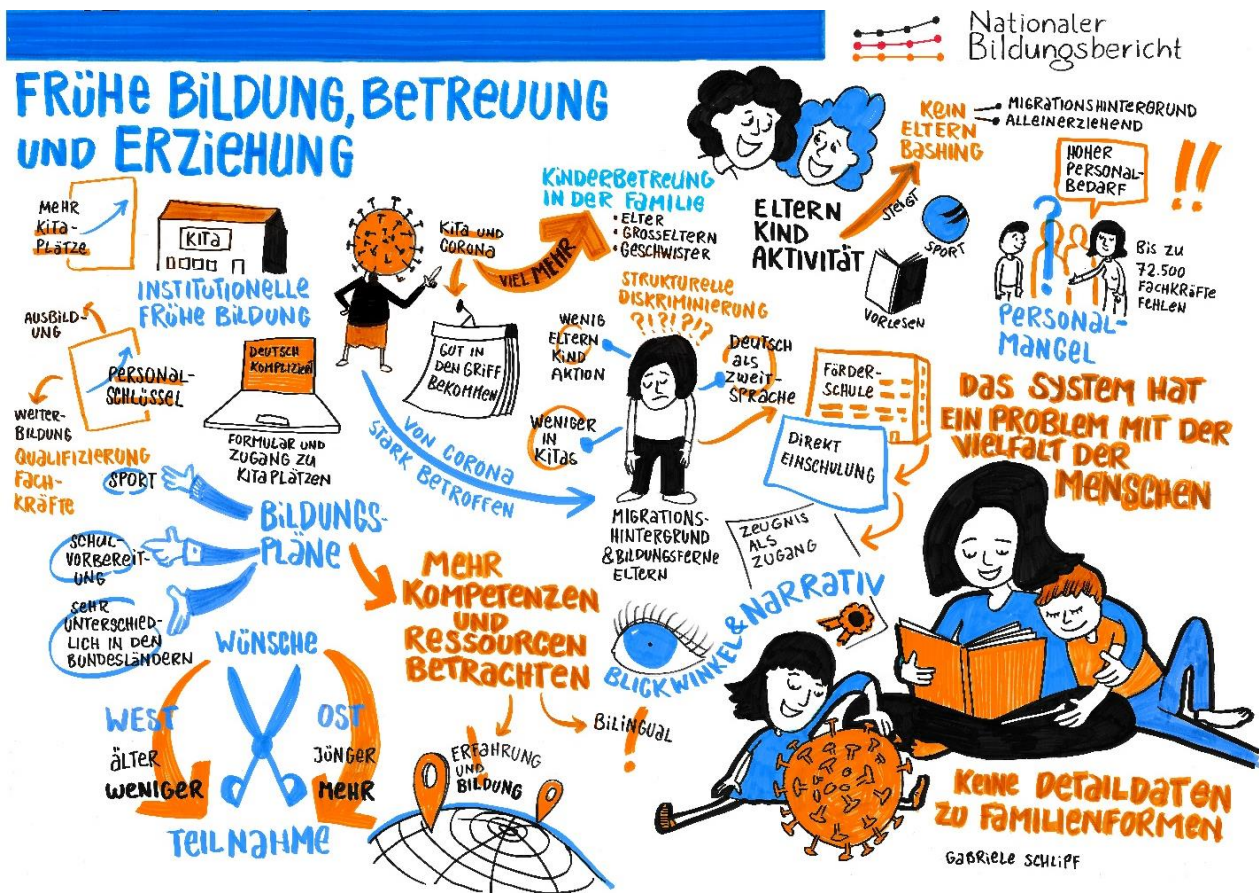 Nationaler
Bildungsbericht
FRÜHE BILDUNG, BETREUUNG
UND ERZIEHUNG
MEHR
KITA-
PLÄTZE
KITA
INSTITUTIONELLE
FRÜHE BILDUNG
AUSBILD-
UNG
PERSONAL-
SCHLÜSSEL
WEITER-
BILDUNG
QUALIFIZIERUNG
FACH-
KRÄFTE
DEUTSCH
KOMPLIZIERT
FORMULAR UND
ZUGANG ZU
KITAPLÄTZEN
KITA UND
CORONA
VIEL MEHR
KINDERBETREUNG
IN DER FAMILIE
• ELTER
• GROSSELTERN
• GESCHWISTER
GUT IN
DEN GRIFF
BEKOMMEN
VON CORONA
STARK BETROFFEN
STRUKTURELLE
DISKRIMINIERUNG
?!?!?!?
WENIG
ELTERN
KIND
AKTION
DEUTSCH
ALS
ZWEIT-
SPRACHE
WENIGER
IN
KITAS
MIGRATIONS-
HINTERGRUND
& BILDUNGSFERNE
ELTERN
FÖRDER-
SCHULE
DIREKT
EINSCHULUNG
ZEUGNIS
ALS
ZUGANG
ELTERN
KIND
AKTIVITÄT
STEIGT
SPORT
VORLESEN
KEIN
ELTERN
BASHING
MIGRATIONSHINTERGRUND
ALLEINERZIEHEND
HOHER
PERSONAL-
BEDARF
!!
?
BIS ZU
72.500
FACHKRÄFTE
FEHLEN
PERSONAL-
MANGEL
DAS SYSTEM HAT
EIN PROBLEM MIT DER
VIELFALT DER
MENSCHEN
BILDUNGS-
PLÄNE
SPORT
SCHUL-
VORBEREIT-
UNG
SEHR
UNTERSCHIED-
LICH IN DEN
BUNDESLÄNDERN
MEHR
KOMPETENZEN
UND
RESSOURCEN
BETRACHTEN
ERFAHRUNG
UND
BILDUNG
BILINGUAL
!
BLICKWINKEL & NARRATIV
WÜNSCHE
WEST
ÄLTER
WENIGER
OST
JÜNGER
MEHR
TEILNAHME
KEINE DETAILDATEN
ZU FAMILIENFORMEN
GABRIELE SCHLIPF